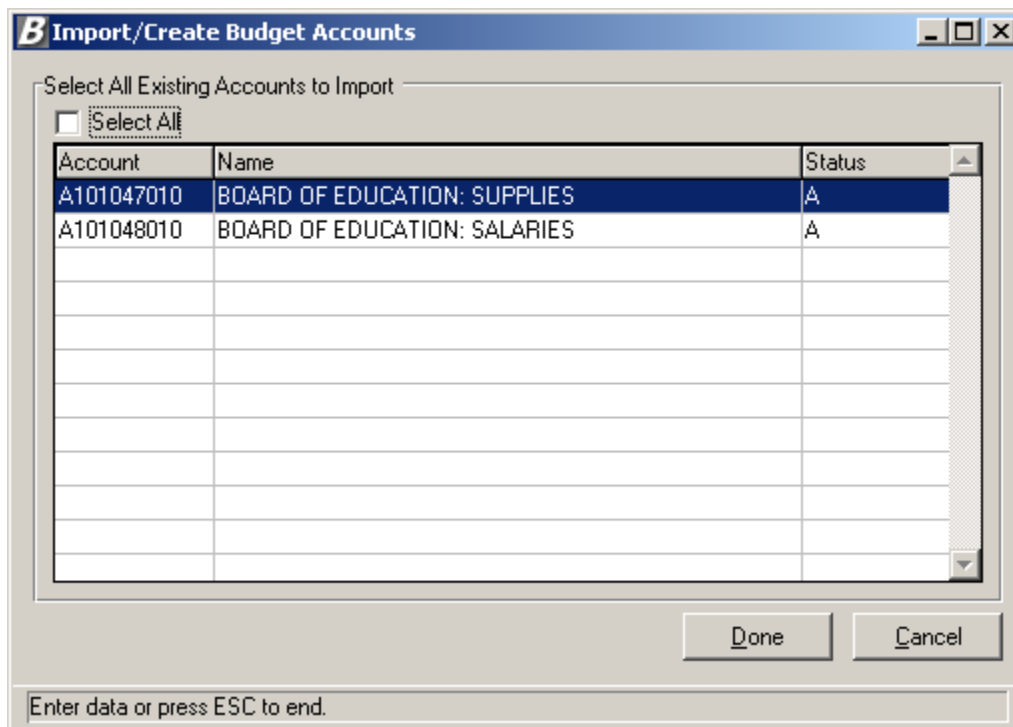 B Import/Create Budget Accounts
Select All Existing Accounts to Import
Select All
Account Name Status
A101047010 BOARD OF EDUCATION: SUPPLIES A
A101048010 BOARD OF EDUCATION: SALARIES A
Done Cancel
Enter data or press ESC to end.